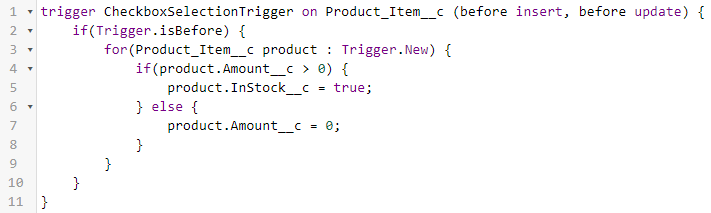 1 trigger CheckboxSelectionTrigger on Product_Item__c (before insert, before update) {
2     if(Trigger.isBefore) {
3         for(Product_Item__c product : Trigger.New) {
4             if(product.Amount__c > 0) {
5                 product.InStock__c = true;
6             } else {
7                 product.Amount__c = 0;
8             }
9         }
10     }
11 }